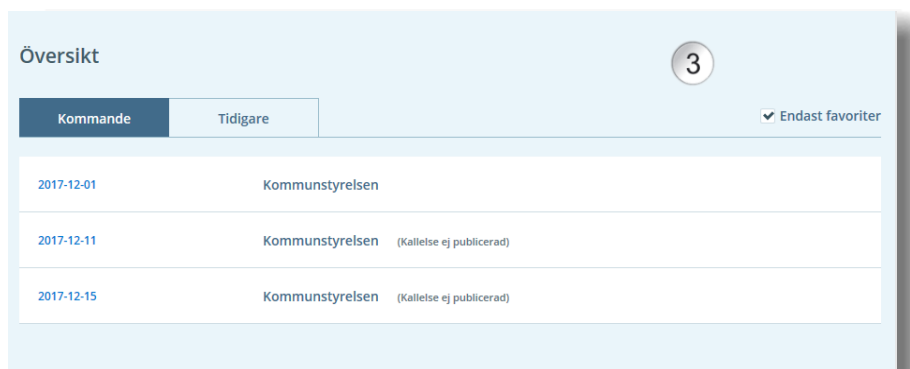 Översikt
3
Kommande Tidigare Endast favoriter
2017-12-01 Kommunstyrelsen
2017-12-11 Kommunstyrelsen (Kallelse ej publicerad)
2017-12-15 Kommunstyrelsen (Kallelse ej publicerad)